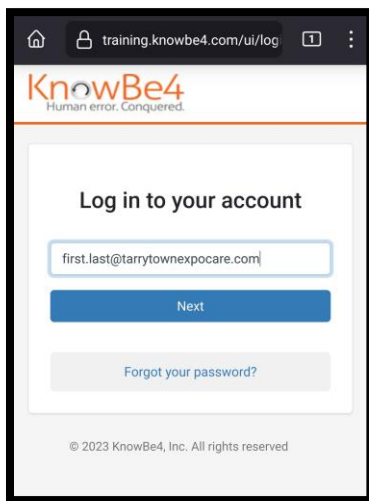 training.knowbe4.com/ui/log
1
KnowBe4
Human error. Conquered.
Log in to your account
first.last@tarrytownexpocare.com
Next
Forgot your password?
© 2023 KnowBe4, Inc. All rights reserved